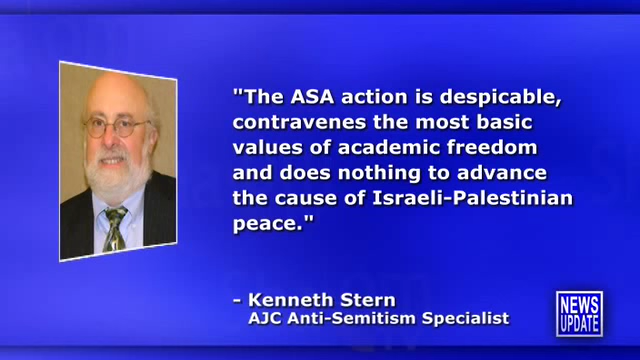 "The ASA action is despicable,
contravenes the most basic
values of academic freedom
and does nothing to advance
the cause of Israeli-Palestinian
peace."
- Kenneth Stern
AJC Anti-Semitism Specialist
NEWS
UPDATE